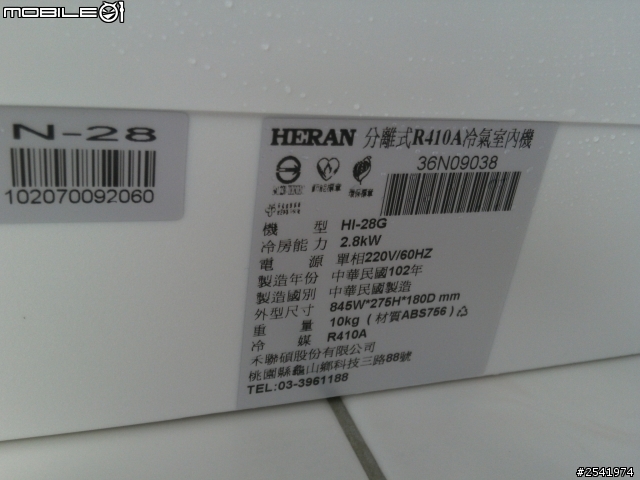 MOBILE01
N-28
102070092060
HERAN 分離式R410A冷氣室內機
36N09038
機 型 HI-28G
冷房能力 2.8kW
電 源 單相220V/60HZ
製造年份 中華民國102年
製造國別 中華民國製造
外型尺寸 845W*275H*180D mm
重 量 10kg (材質ABS756)
冷 媒 R410A
禾聯碩股份有限公司
桃園縣龜山鄉科技三路88號
TEL:03-3961188
#2541974